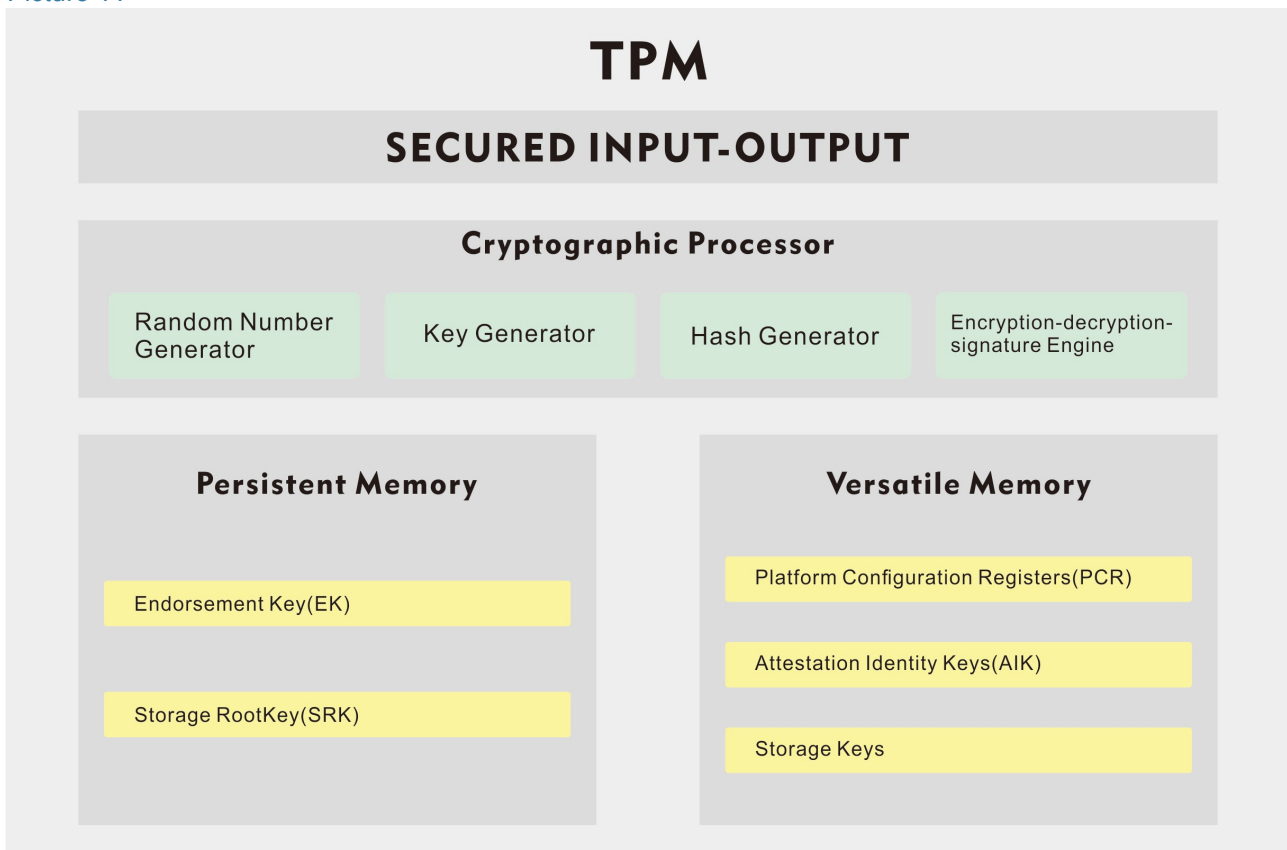 TPM
SECURED INPUT-OUTPUT
Cryptographic Processor
Random Number
Generator
Key Generator
Hash Generator
Encryption-decryption-
signature Engine
Persistent Memory
Endorsement Key(EK)
Storage RootKey(SRK)
Versatile Memory
Platform Configuration Registers(PCR)
Attestation Identity Keys(AIK)
Storage Keys